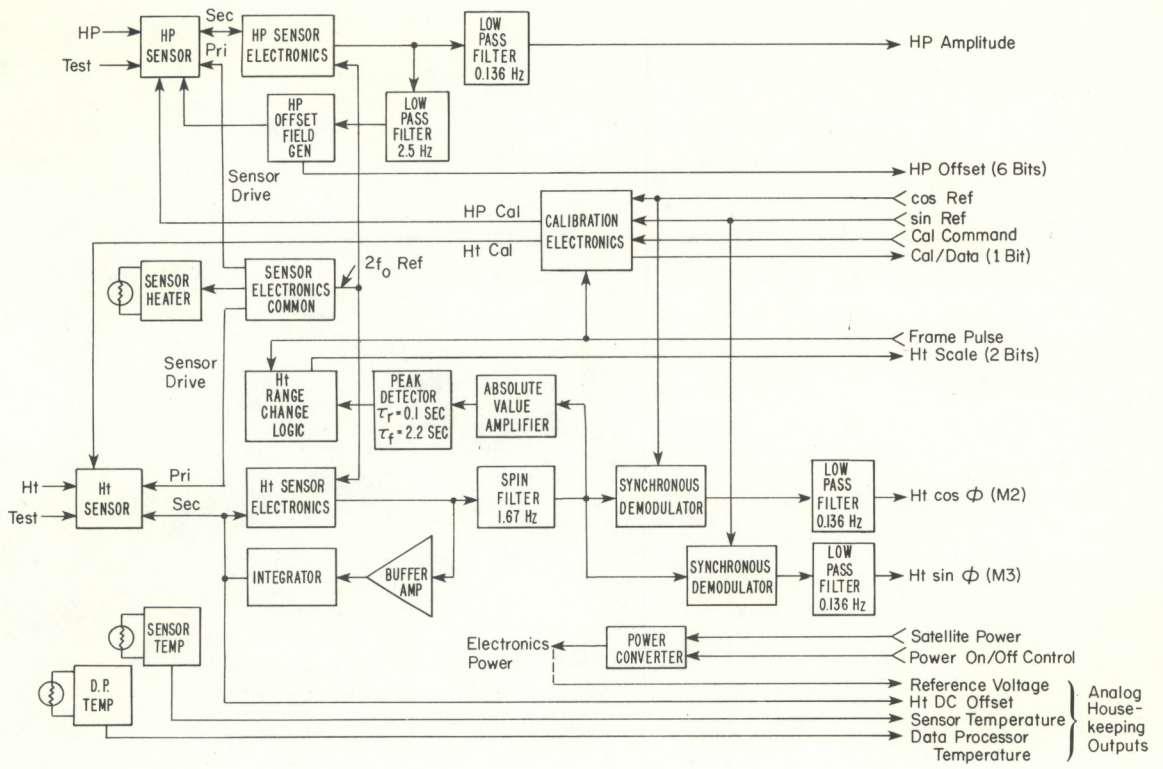 HP
Test
HP
SENSOR
Sec
Pri
HP SENSOR
ELECTRONICS
LOW
PASS
FILTER
0.136 Hz
HP Amplitude
HP
OFFSET
FIELD
GEN
LOW
PASS
FILTER
2.5 Hz
Sensor
Drive
HP Offset (6 Bits)
HP Cal
Ht Cal
CALIBRATION
ELECTRONICS
cos Ref
sin Ref
Cal Command
Cal/Data (1 Bit)
SENSOR
HEATER
SENSOR
ELECTRONICS
COMMON
2fo Ref
Frame Pulse
Ht Scale (2 Bits)
Sensor
Drive
Ht
RANGE
CHANGE
LOGIC
PEAK
DETECTOR
τr=0.1 SEC
τf=2.2 SEC
ABSOLUTE
VALUE
AMPLIFIER
Ht
Test
Ht
SENSOR
Pri
Sec
Ht SENSOR
ELECTRONICS
SPIN
FILTER
1.67 Hz
SYNCHRONOUS
DEMODULATOR
LOW
PASS
FILTER
0.136 Hz
Ht cos Φ (M2)
INTEGRATOR
BUFFER
AMP
SYNCHRONOUS
DEMODULATOR
LOW
PASS
FILTER
0.136 Hz
Ht sin Φ (M3)
SENSOR
TEMP
D.P.
TEMP
Electronics
Power
POWER
CONVERTER
Satellite Power
Power On/Off Control
Reference Voltage
Ht DC Offset
Sensor Temperature
Data Processor
Temperature
Analog
House-
keeping
Outputs